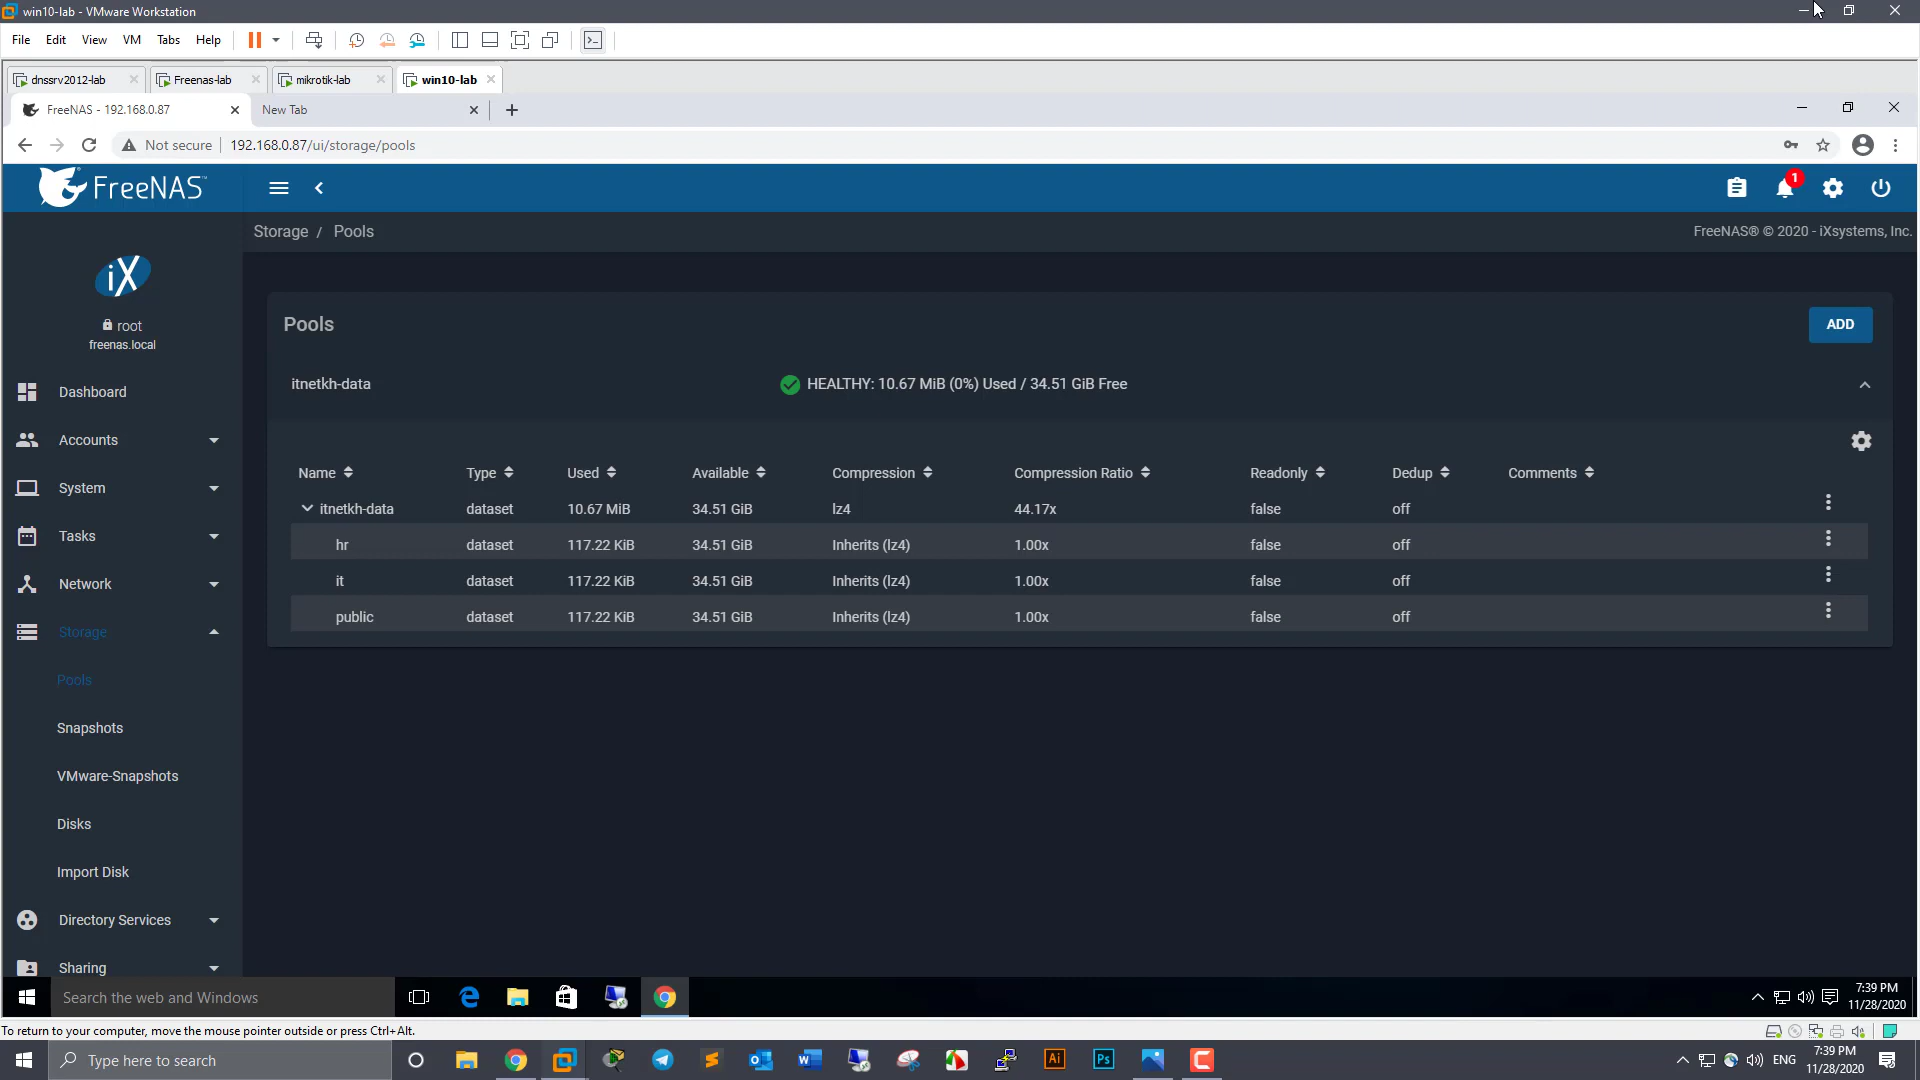 win10-lab - VMware Workstation
File Edit View VM Tabs Help
dnssrv2012-lab Freenas-lab mikrotik-lab win10-lab
FreeNAS - 192.168.0.87 New Tab
Not secure 192.168.0.87/ui/storage/pools
FreeNAS™ 1
Storage / Pools FreeNAS® © 2020 - iXsystems, Inc.
iX
root
freenas.local
Dashboard
Accounts
System
Tasks
Network
Storage
Pools
Snapshots
VMware-Snapshots
Disks
Import Disk
Directory Services
Sharing
Pools ADD
itnetkh-data HEALTHY: 10.67 MiB (0%) Used / 34.51 GiB Free
Name Type Used Available Compression Compression Ratio Readonly Dedup Comments
itnetkh-data dataset 10.67 MiB 34.51 GiB lz4 44.17x false off
hr dataset 117.22 KiB 34.51 GiB Inherits (lz4) 1.00x false off
it dataset 117.22 KiB 34.51 GiB Inherits (lz4) 1.00x false off
public dataset 117.22 KiB 34.51 GiB Inherits (lz4) 1.00x false off
Search the web and Windows 7:39 PM
11/28/2020
To return to your computer, move the mouse pointer outside or press Ctrl+Alt.
Type here to search Ai Ps ENG 7:39 PM
11/28/2020